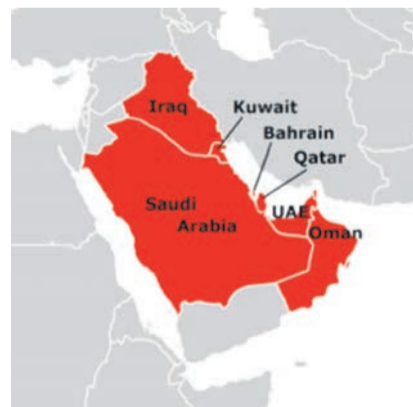 Iraq
Kuwait
Bahrain
Qatar
Saudi
Arabia
UAE
Oman